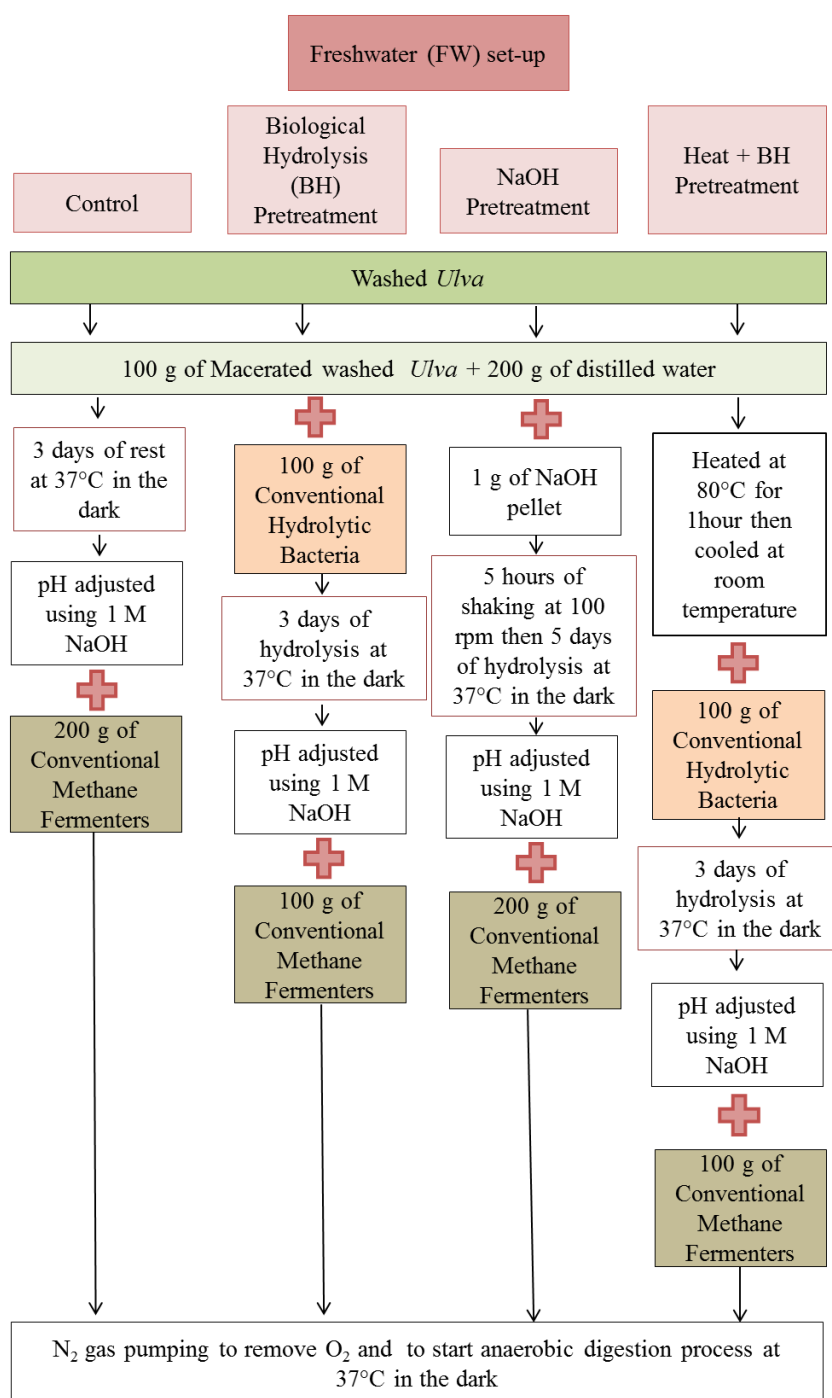 Freshwater (FW) set-up
Control
Biological
Hydrolysis
(BH)
Pretreatment
NaOH
Pretreatment
Heat + BH
Pretreatment
Washed Ulva
100 g of Macerated washed Ulva + 200 g of distilled water
3 days of rest
at 37°C in the
dark
pH adjusted
using 1 M
NaOH
200 g of
Conventional
Methane
Fermenters
100 g of
Conventional
Hydrolytic
Bacteria
3 days of
hydrolysis at
37°C in the dark
pH adjusted
using 1 M
NaOH
100 g of
Conventional
Methane
Fermenters
1 g of NaOH
pellet
5 hours of
shaking at 100
rpm then 5 days
of hydrolysis at
37°C in the dark
pH adjusted
using 1 M
NaOH
200 g of
Conventional
Methane
Fermenters
Heated at
80°C for
1hour then
cooled at
room
temperature
100 g of
Conventional
Hydrolytic
Bacteria
3 days of
hydrolysis at
37°C in the dark
pH adjusted
using 1 M
NaOH
100 g of
Conventional
Methane
Fermenters
N₂ gas pumping to remove O₂ and to start anaerobic digestion process at
37°C in the dark